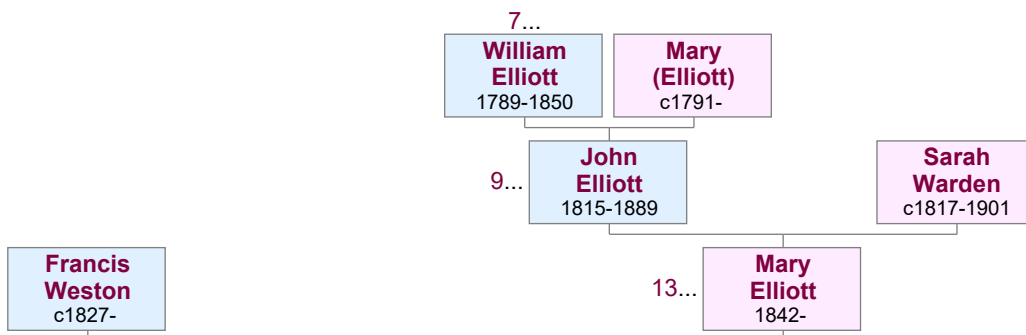 7...
William
Elliott
1789-1850
Mary
(Elliott)
c1791-
9...
John
Elliott
1815-1889
Sarah
Warden
c1817-1901
Francis
Weston
c1827-
13...
Mary
Elliott
1842-